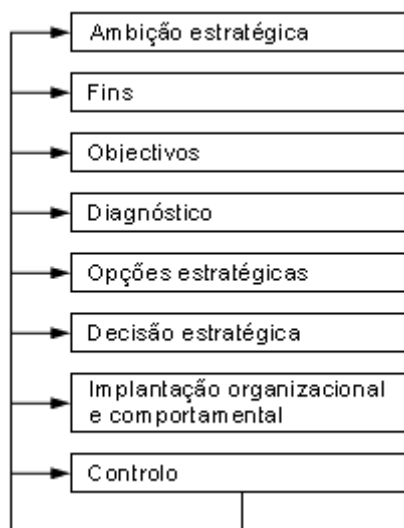 Ambição estratégica
Fins
Objectivos
Diagnóstico
Opções estratégicas
Decisão estratégica
Implantação organizacional
e comportamental
Controlo